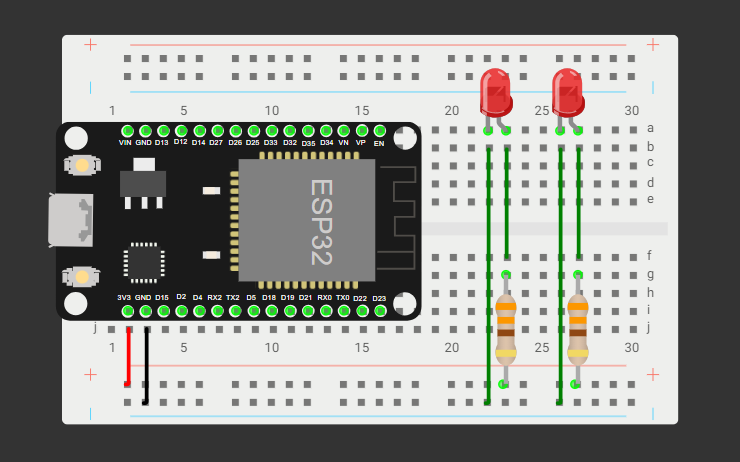 1 5 10 15 20 25 30
a
b
c
d
e
VIN GND D13 D12 D14 D27 D26 D25 D33 D32 D35 D34 VN VP EN
ESP32
f
g
h
i
3V3 GND D15 D2 D4 RX2 TX2 D5 D18 D19 D21 RX0 TX0 D22 D23
j j
1 5 10 15 20 25 30